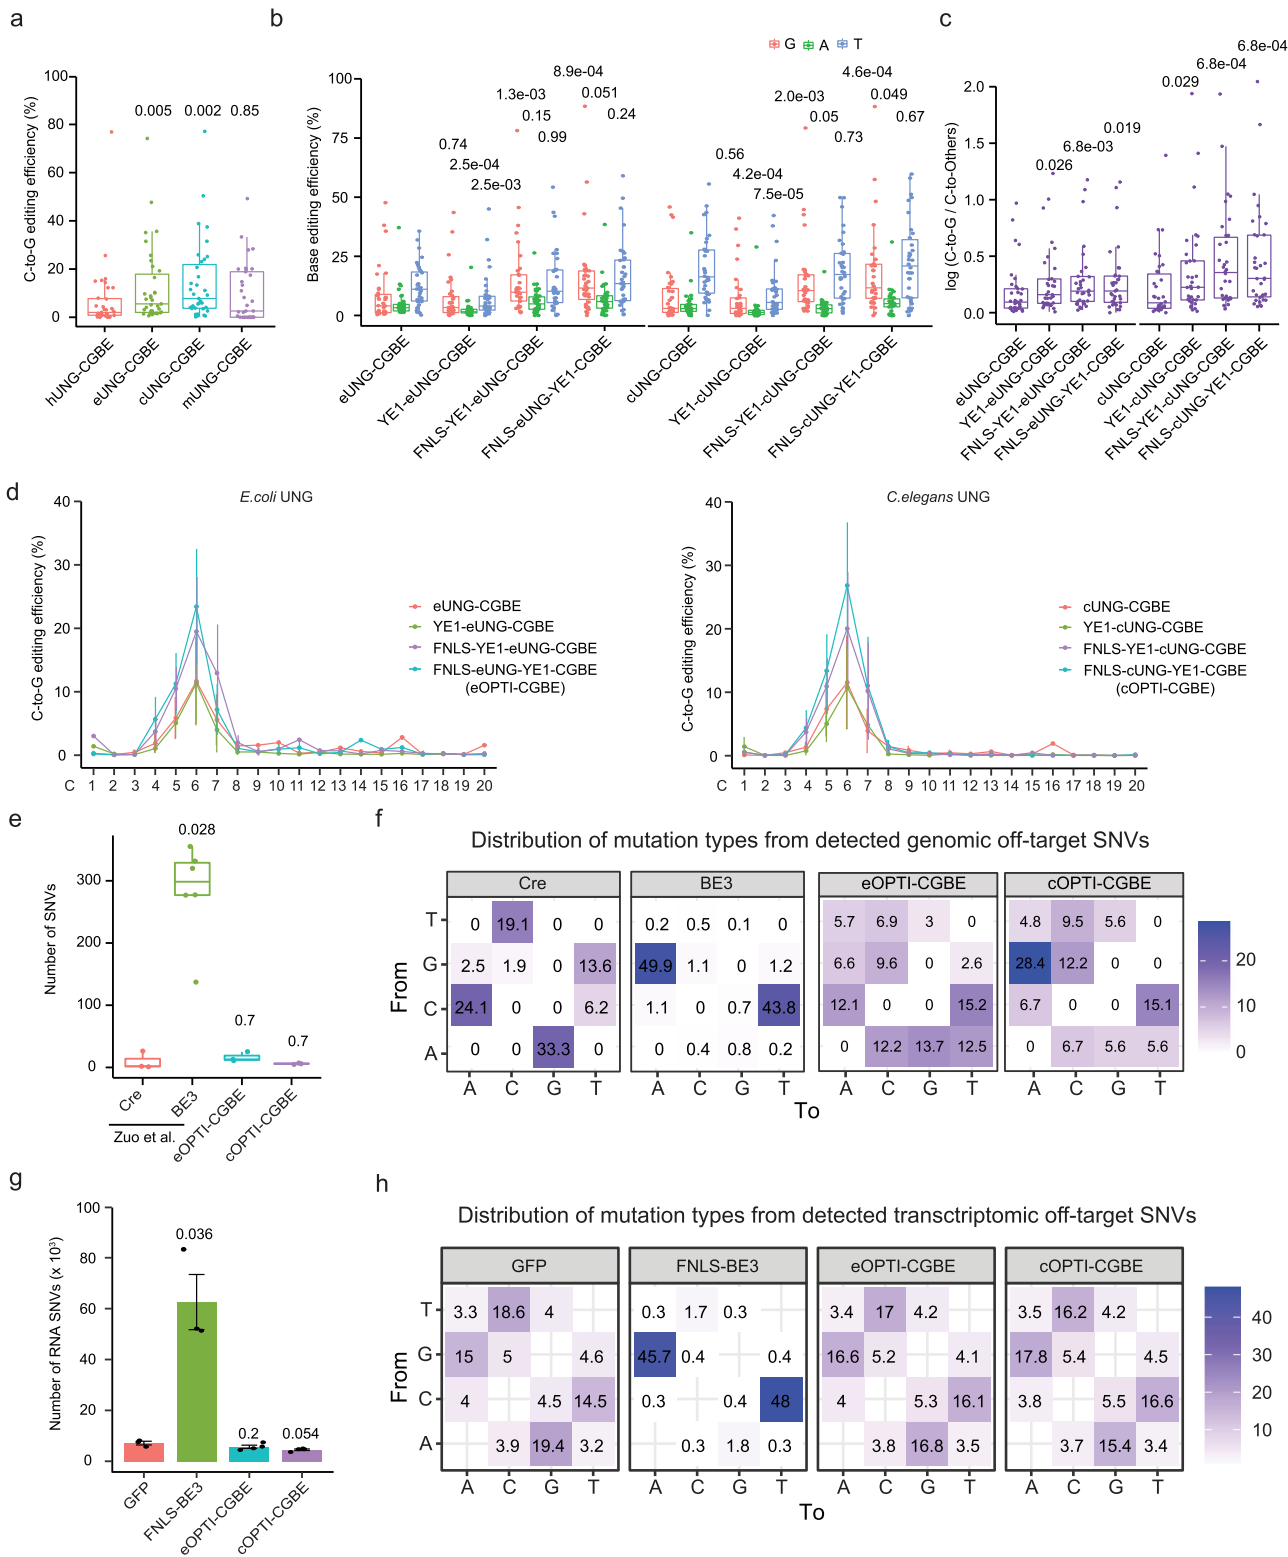 a
C-to-G editing efficiency (%)
100
80
60
40
20
0
0.005 0.002 0.85
hUNG-CGBE
eUNG-CGBE
cUNG-CGBE
mUNG-CGBE
b
G A T
Base editing efficiency (%)
100
75
50
25
0
0.74
2.5e-04
2.5e-03
1.3e-03
0.15
0.99
8.9e-04
0.051
0.24
0.56
4.2e-04
7.5e-05
2.0e-03
0.05
0.73
4.6e-04
0.049
0.67
eUNG-CGBE
YE1-eUNG-CGBE
FNLS-YE1-eUNG-CGBE
FNLS-eUNG-YE1-CGBE
cUNG-CGBE
YE1-cUNG-CGBE
FNLS-YE1-cUNG-CGBE
FNLS-cUNG-YE1-CGBE
c
log (C-to-G / C-to-Others)
2.0
1.5
1.0
0.5
0.0
0.026
6.8e-03
0.019
0.029
6.8e-04
6.8e-04
eUNG-CGBE
YE1-eUNG-CGBE
FNLS-YE1-eUNG-CGBE
FNLS-eUNG-YE1-CGBE
cUNG-CGBE
YE1-cUNG-CGBE
FNLS-YE1-cUNG-CGBE
FNLS-cUNG-YE1-CGBE
d
E.coli UNG
C-to-G editing efficiency (%)
40
30
20
10
0
C 1 2 3 4 5 6 7 8 9 10 11 12 13 14 15 16 17 18 19 20
eUNG-CGBE
YE1-eUNG-CGBE
FNLS-YE1-eUNG-CGBE
FNLS-eUNG-YE1-CGBE
(eOPTI-CGBE)
C.elegans UNG
C-to-G editing efficiency (%)
40
30
20
10
0
C 1 2 3 4 5 6 7 8 9 10 11 12 13 14 15 16 17 18 19 20
cUNG-CGBE
YE1-cUNG-CGBE
FNLS-YE1-cUNG-CGBE
FNLS-cUNG-YE1-CGBE
(cOPTI-CGBE)
e
Number of SNVs
300
200
100
0
0.028
0.7
0.7
Cre
BE3
eOPTI-CGBE
cOPTI-CGBE
Zuo et al.
f
Distribution of mutation types from detected genomic off-target SNVs
Cre BE3 eOPTI-CGBE cOPTI-CGBE
From
T 0 19.1 0 0 0.2 0.5 0.1 0 5.7 6.9 3 0 4.8 9.5 5.6 0
G 2.5 1.9 0 13.6 49.9 1.1 0 1.2 6.6 9.6 0 2.6 28.4 12.2 0 0
C 24.1 0 0 6.2 1.1 0 0.7 43.8 12.1 0 0 15.2 6.7 0 0 15.1
A 0 0 33.3 0 0 0.4 0.8 0.2 0 12.2 13.7 12.5 0 6.7 5.6 5.6
A C G T A C G T A C G T A C G T
To
20
10
0
g
Number of RNA SNVs (x 10³)
100
80
60
40
20
0
0.036
0.2
0.054
GFP
FNLS-BE3
eOPTI-CGBE
cOPTI-CGBE
h
Distribution of mutation types from detected transctriptomic off-target SNVs
GFP FNLS-BE3 eOPTI-CGBE cOPTI-CGBE
From
T 3.3 18.6 4 0.3 1.7 0.3 3.4 17 4.2 3.5 16.2 4.2
G 15 5 4.6 45.7 0.4 0.4 16.6 5.2 4.1 17.8 5.4 4.5
C 4 4.5 14.5 0.3 0.4 48 4 5.3 16.1 3.8 5.5 16.6
A 3.9 19.4 3.2 0.3 1.8 0.3 3.8 16.8 3.5 3.7 15.4 3.4
A C G T A C G T A C G T A C G T
To
40
30
20
10